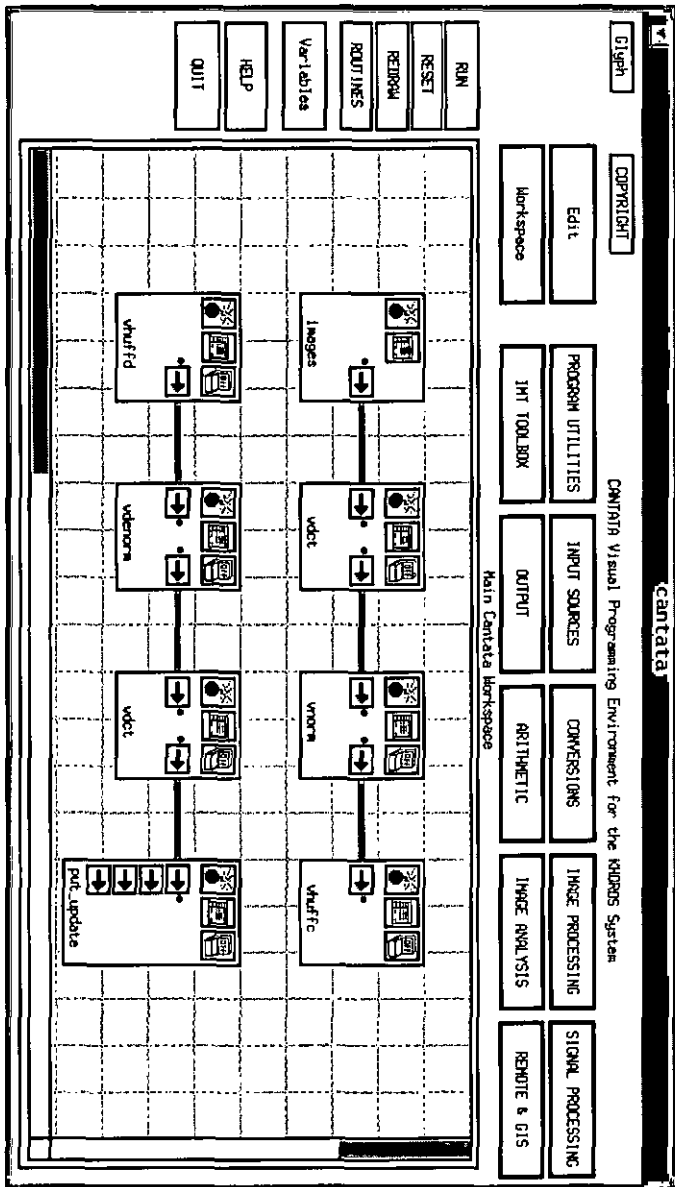 cantata
Glyph
COPYRIGHT
CANTATA Visual Programming Environment for the KHOROS System
Edit
PROGRAM UTILITIES
INPUT SOURCES
CONVERSIONS
IMAGE PROCESSING
SIGNAL PROCESSING
Workspace
IMT TOOLBOX
OUTPUT
ARITHMETIC
IMAGE ANALYSIS
REMOTE & GIS
Main Cantata Workspace
RUN
RESET
REDRAW
ROUTINES
Variables
HELP
QUIT
images
vdct
vnorm
vhuffc
vhuffd
vdenorm
vdct
put_update